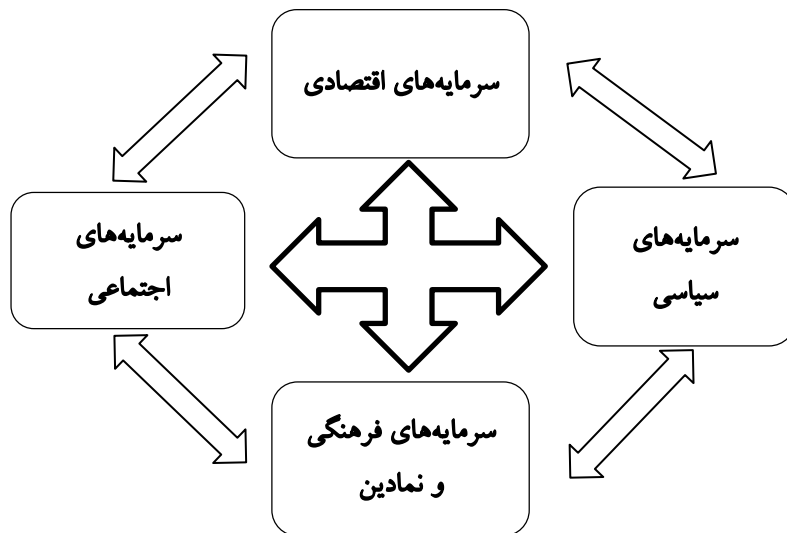 سرمایه‌های اقتصادی
سرمایه‌های
سیاسی
سرمایه‌های
اجتماعی
سرمایه‌های فرهنگی
و نمادین